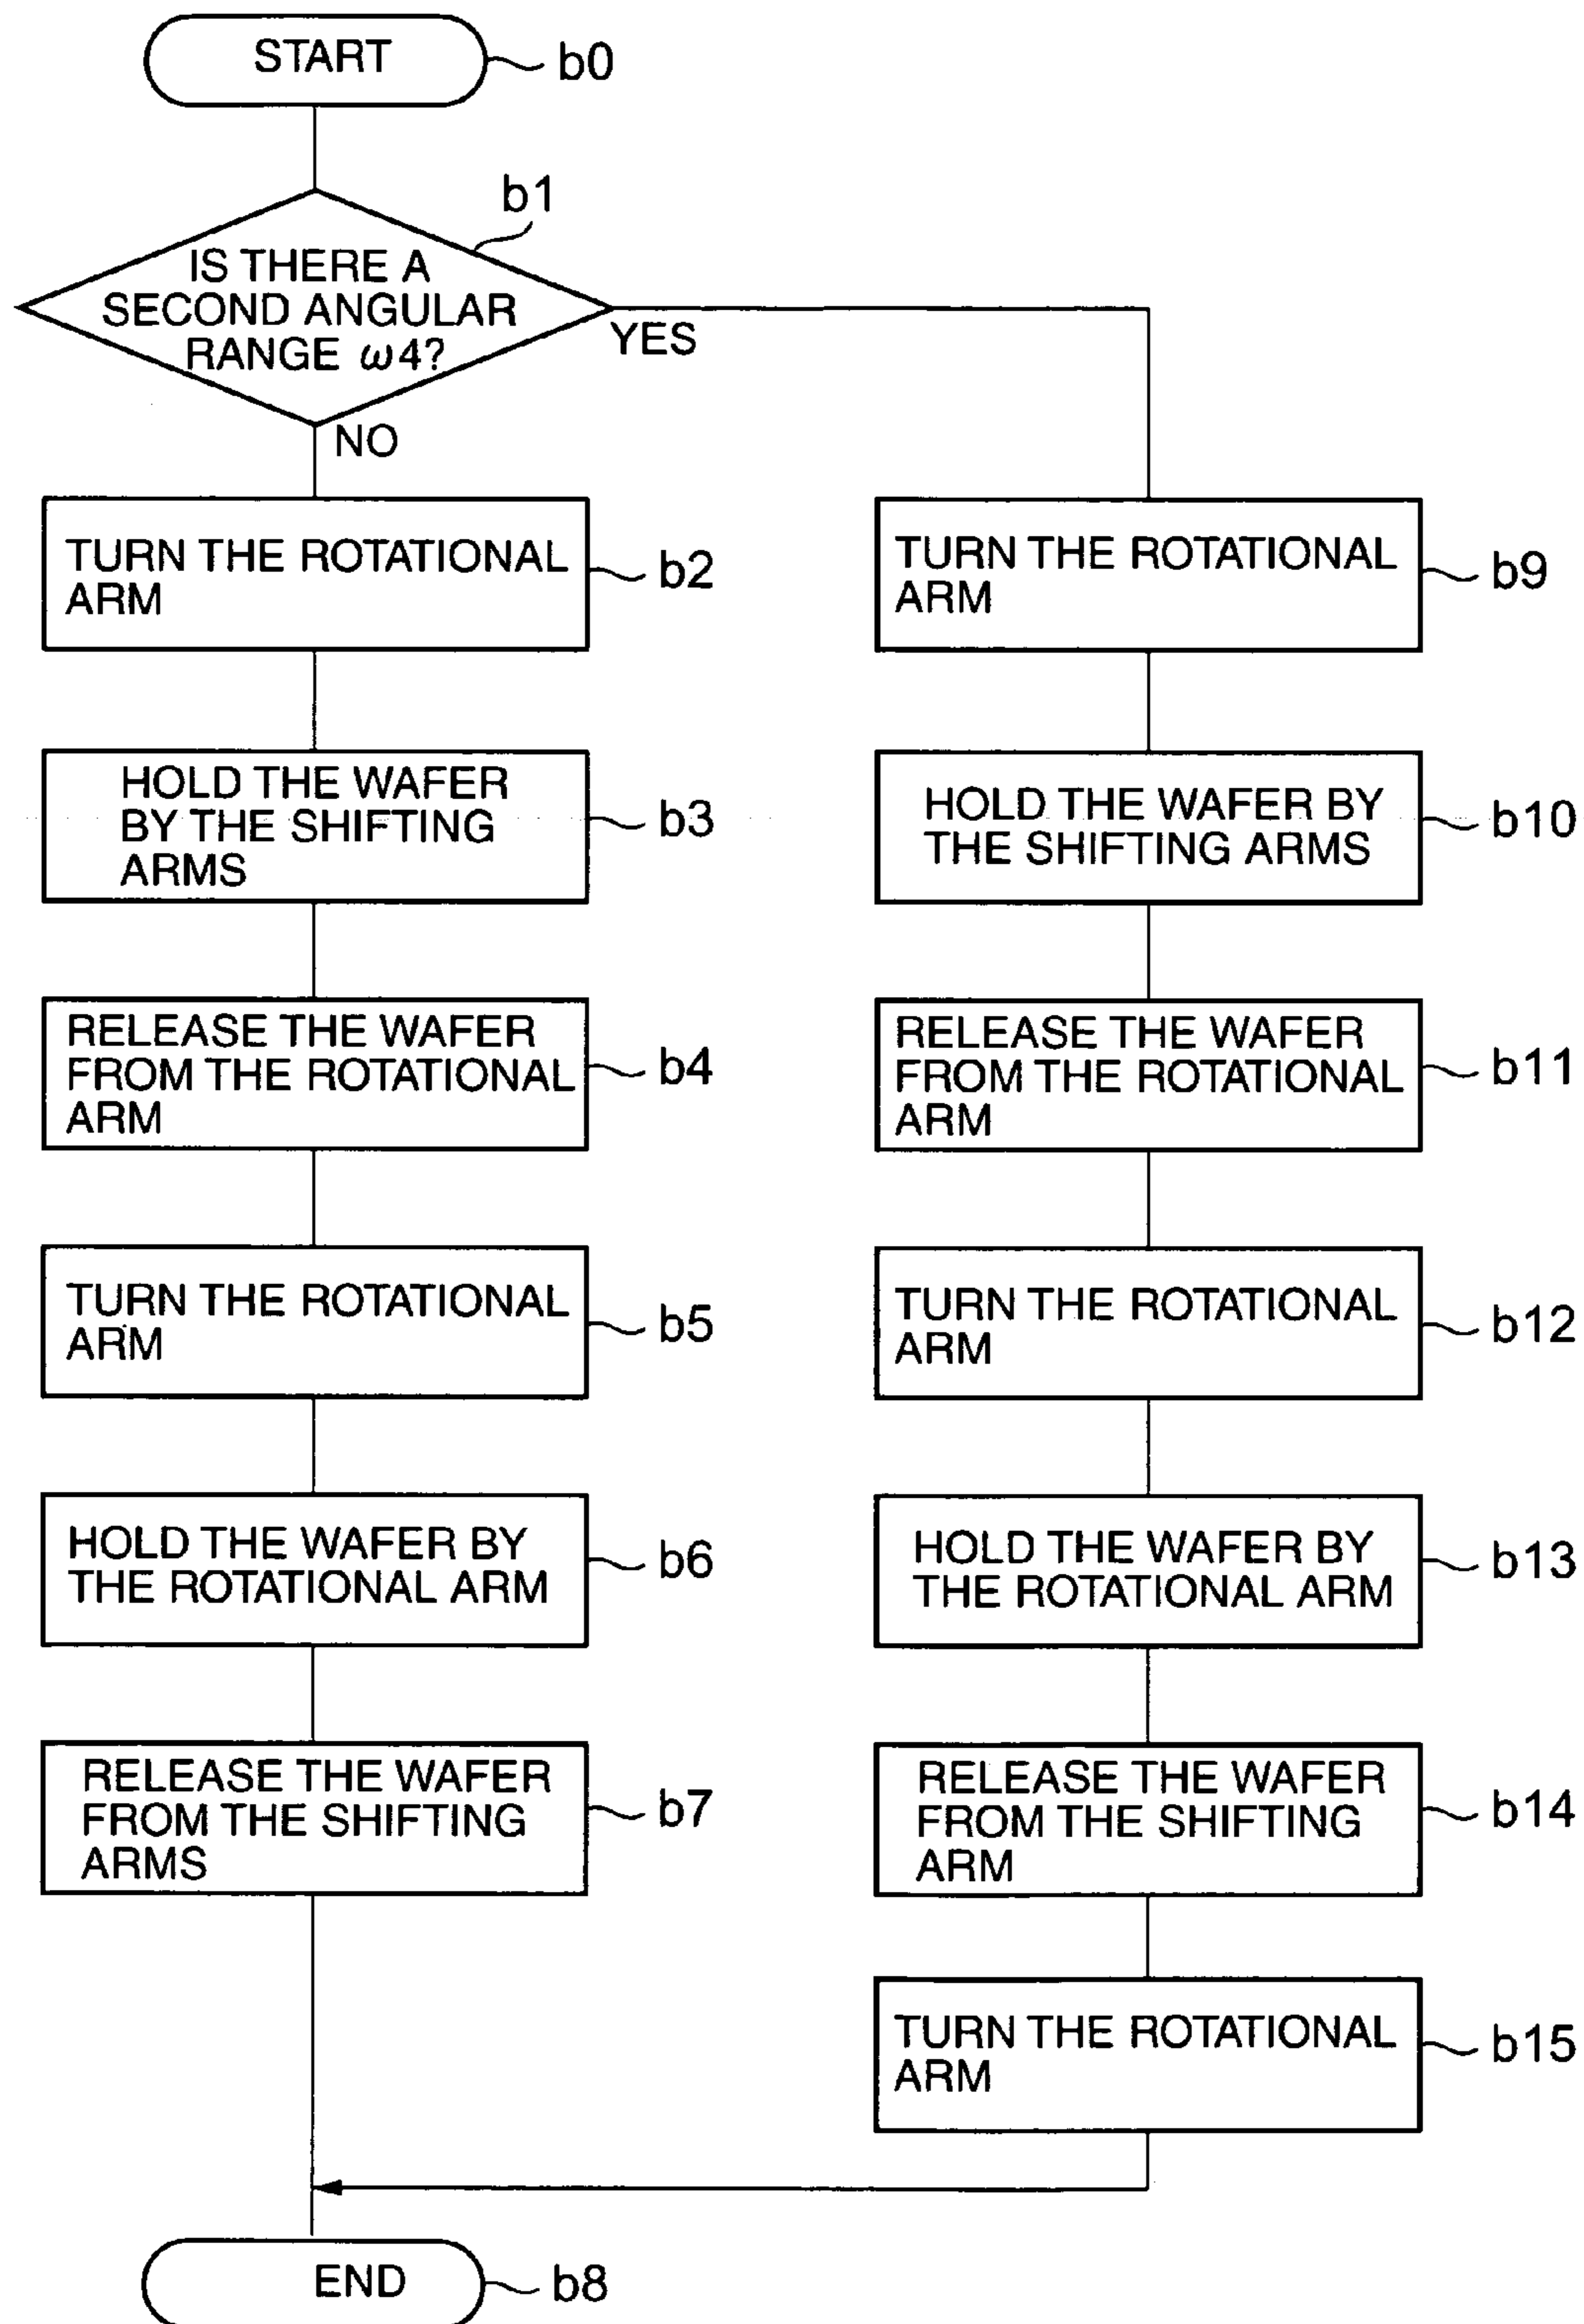 START
b0
b1
IS THERE A
SECOND ANGULAR
RANGE ω4?
YES
NO
TURN THE ROTATIONAL
ARM
b2
HOLD THE WAFER
BY THE SHIFTING
ARMS
b3
RELEASE THE WAFER
FROM THE ROTATIONAL
ARM
b4
TURN THE ROTATIONAL
ARM
b5
HOLD THE WAFER BY
THE ROTATIONAL ARM
b6
RELEASE THE WAFER
FROM THE SHIFTING
ARMS
b7
TURN THE ROTATIONAL
ARM
b9
HOLD THE WAFER BY
THE SHIFTING ARMS
b10
RELEASE THE WAFER
FROM THE ROTATIONAL
ARM
b11
TURN THE ROTATIONAL
ARM
b12
HOLD THE WAFER BY
THE ROTATIONAL ARM
b13
RELEASE THE WAFER
FROM THE SHIFTING
ARM
b14
TURN THE ROTATIONAL
ARM
b15
END
b8